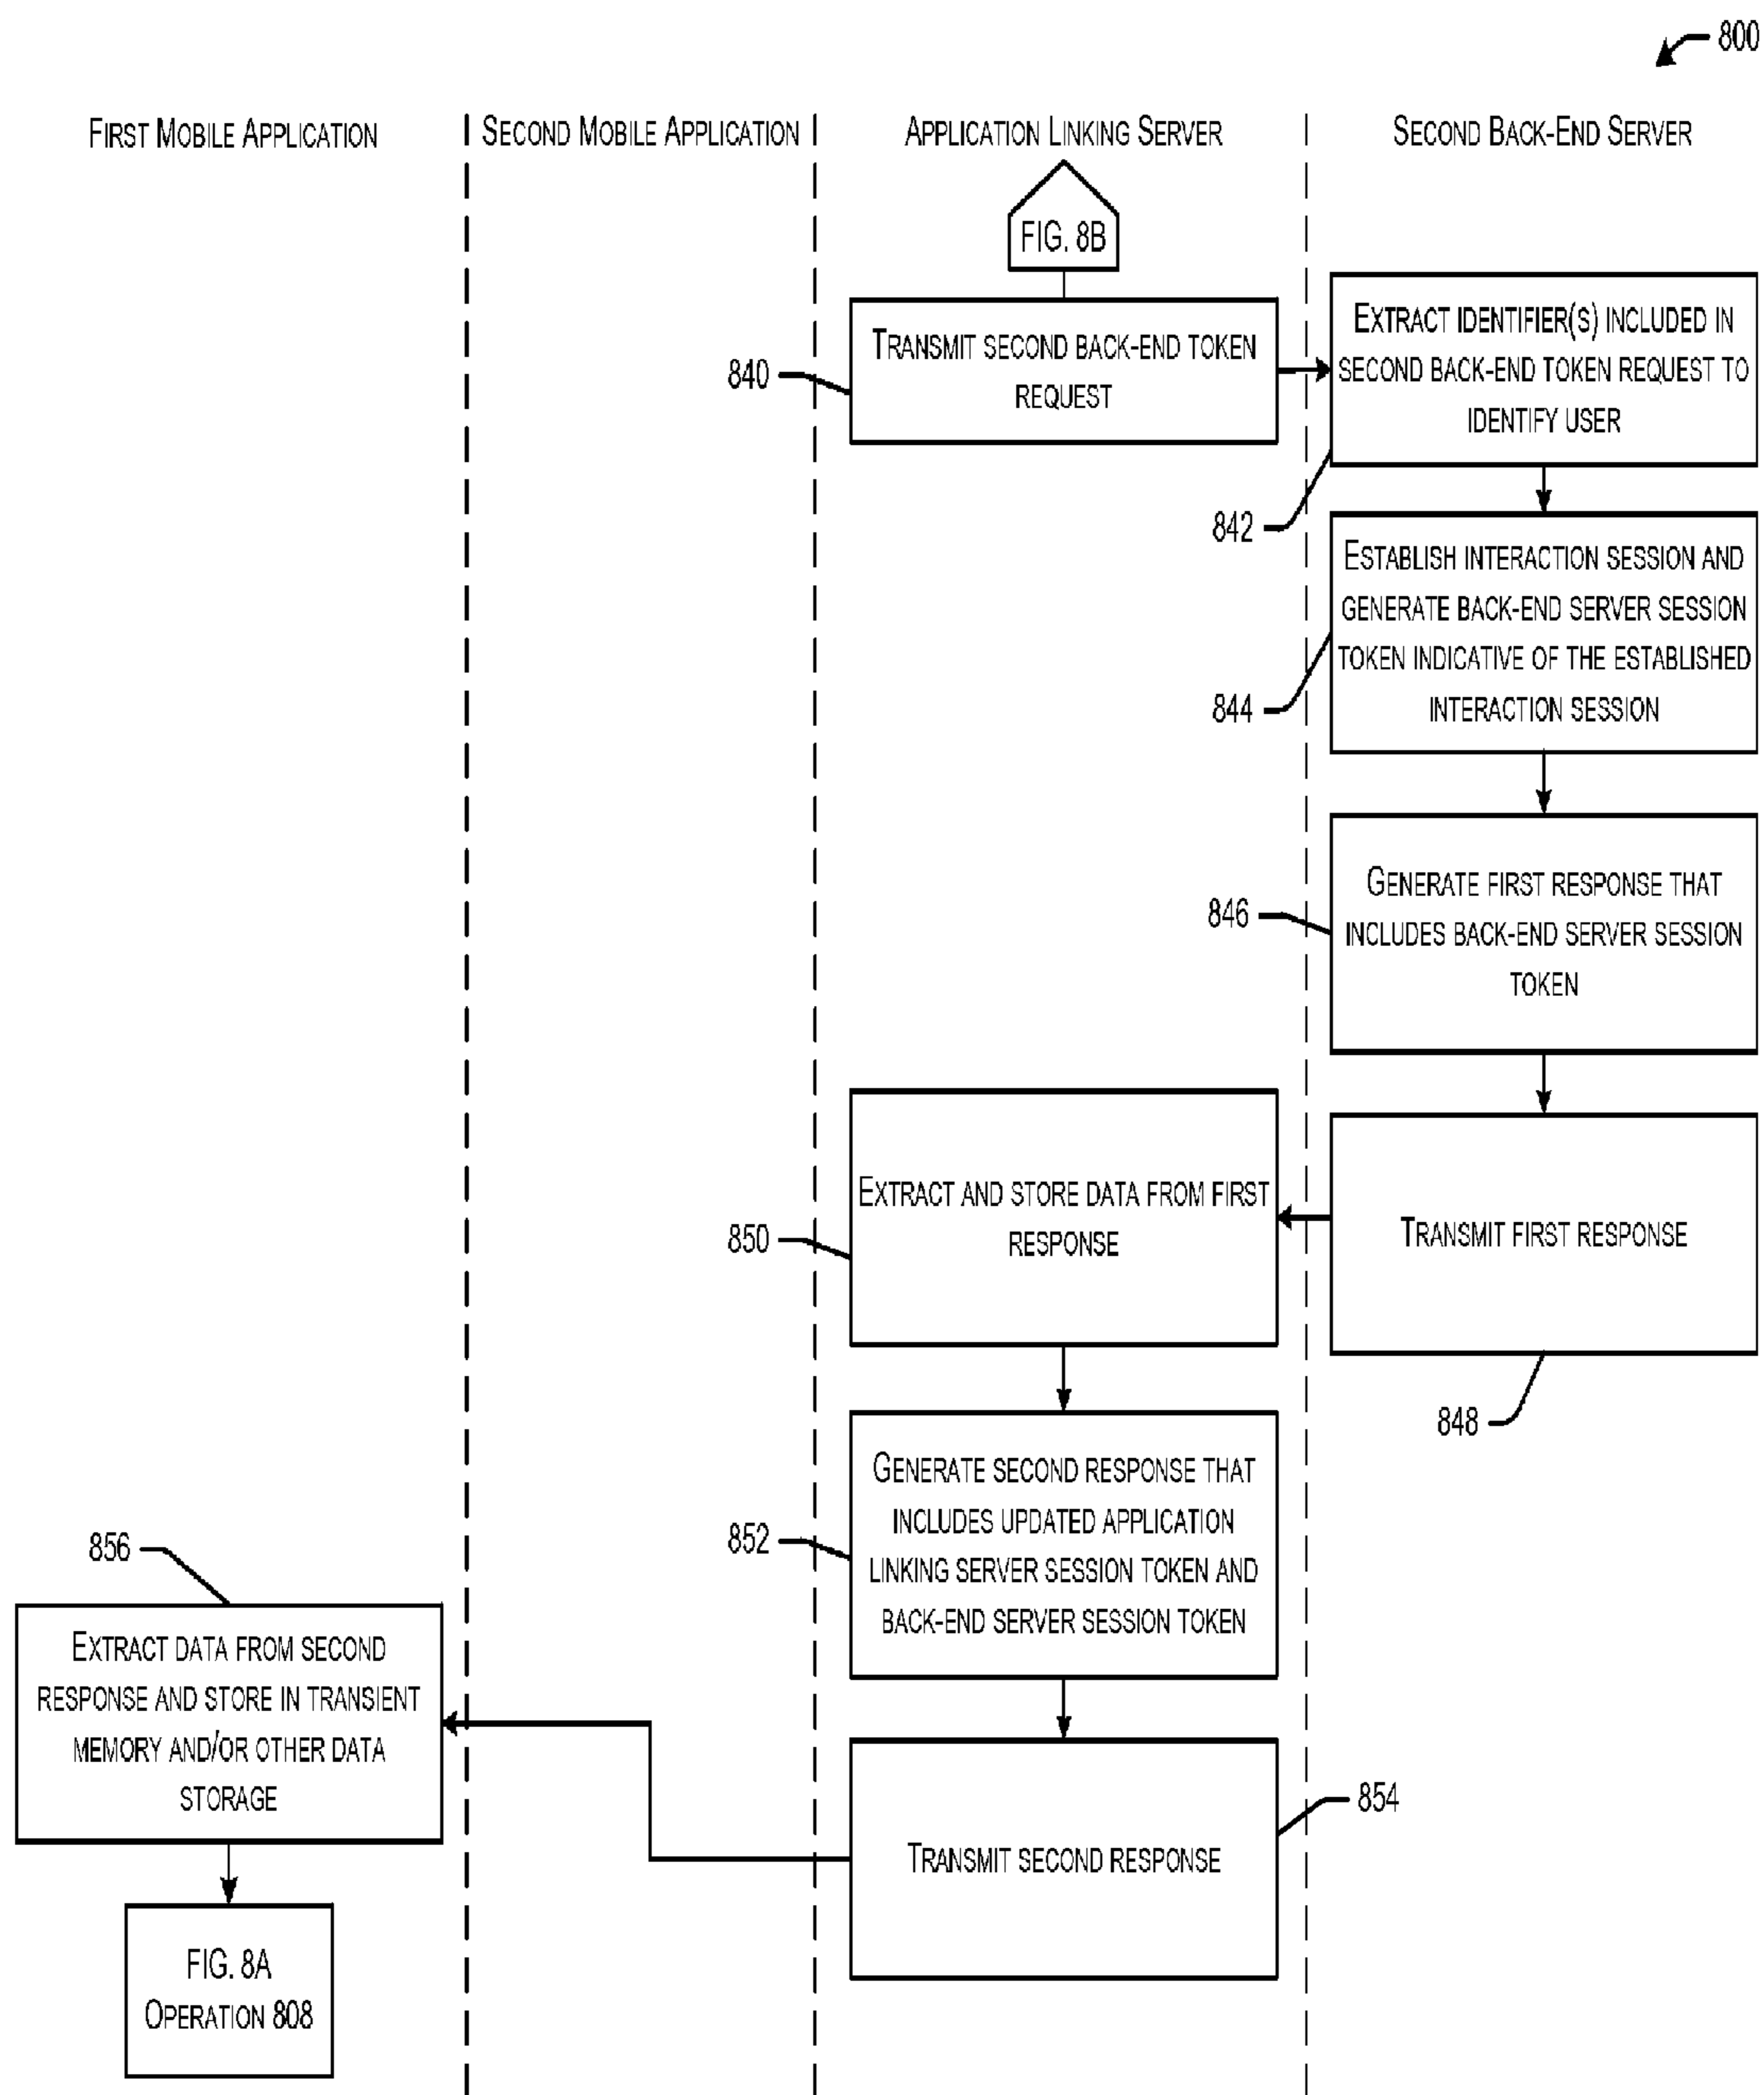 800
FIRST MOBILE APPLICATION
SECOND MOBILE APPLICATION
APPLICATION LINKING SERVER
SECOND BACK-END SERVER
FIG. 8B
840
TRANSMIT SECOND BACK-END TOKEN
REQUEST
EXTRACT IDENTIFIER(S) INCLUDED IN
SECOND BACK-END TOKEN REQUEST TO
IDENTIFY USER
842
ESTABLISH INTERACTION SESSION AND
GENERATE BACK-END SERVER SESSION
TOKEN INDICATIVE OF THE ESTABLISHED
INTERACTION SESSION
844
GENERATE FIRST RESPONSE THAT
INCLUDES BACK-END SERVER SESSION
TOKEN
846
TRANSMIT FIRST RESPONSE
848
EXTRACT AND STORE DATA FROM FIRST
RESPONSE
850
GENERATE SECOND RESPONSE THAT
INCLUDES UPDATED APPLICATION
LINKING SERVER SESSION TOKEN AND
BACK-END SERVER SESSION TOKEN
852
TRANSMIT SECOND RESPONSE
854
856
EXTRACT DATA FROM SECOND
RESPONSE AND STORE IN TRANSIENT
MEMORY AND/OR OTHER DATA
STORAGE
FIG. 8A
OPERATION 808